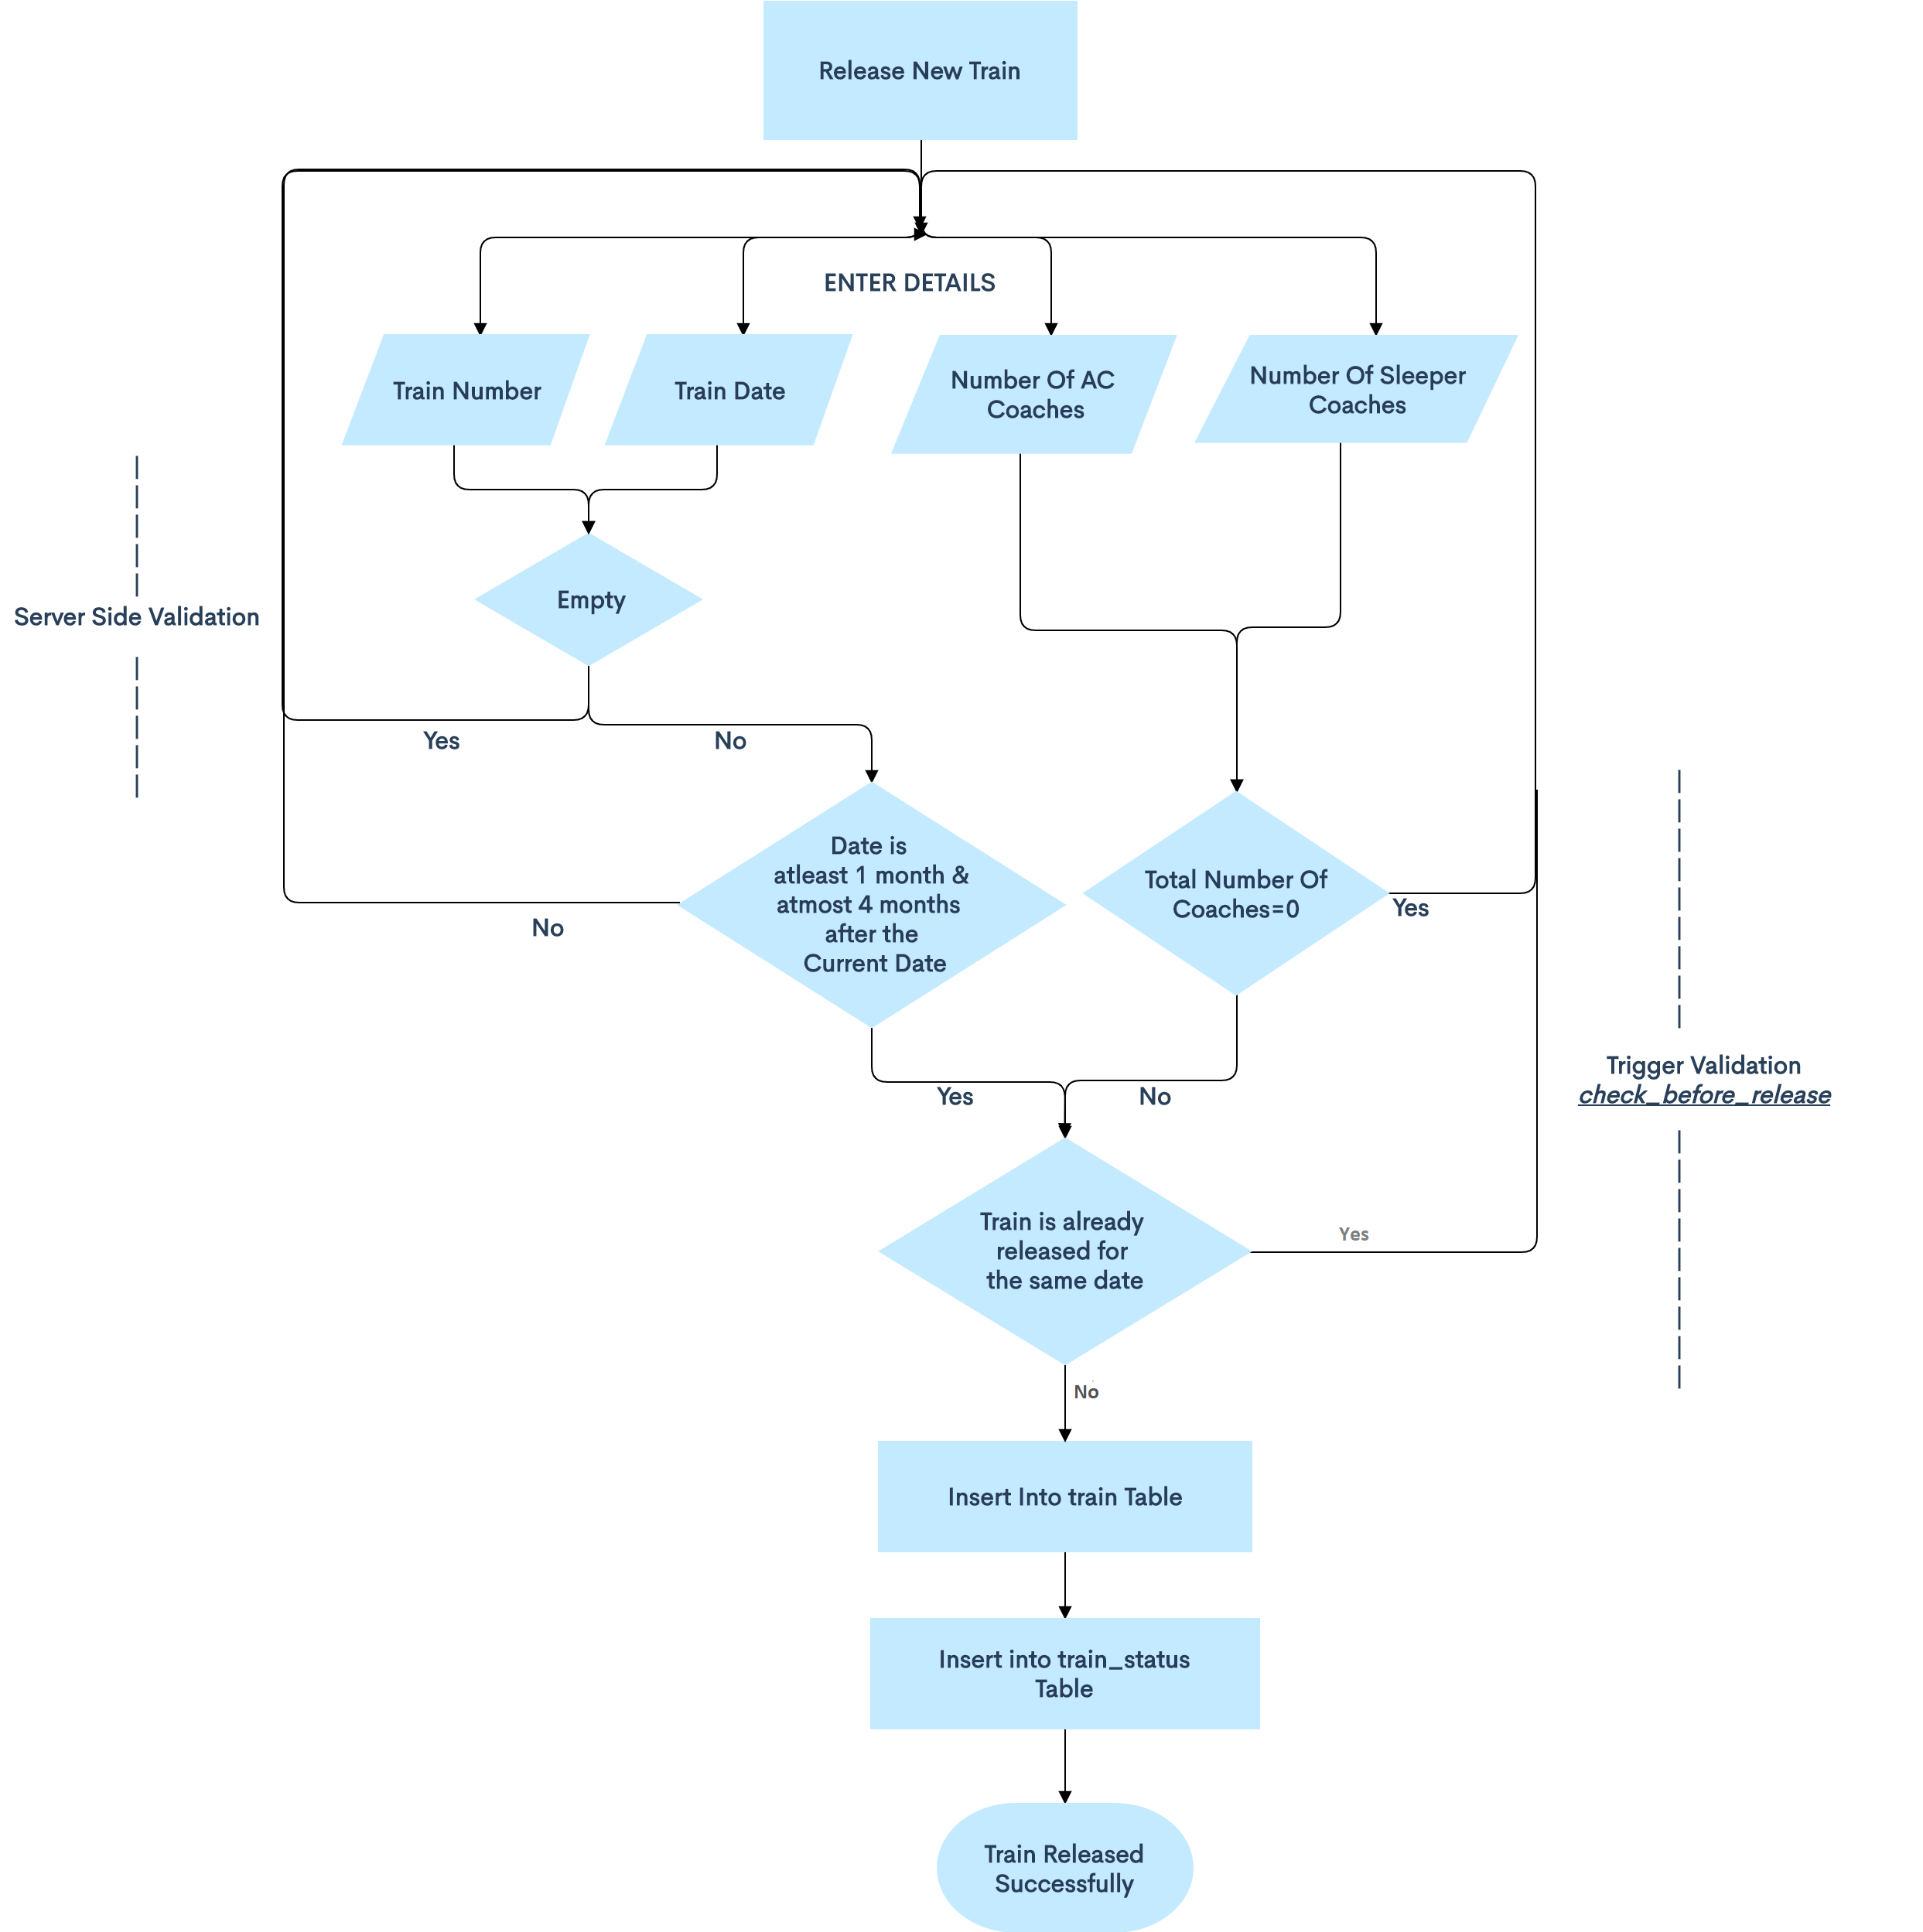 Release New Train
ENTER DETAILS
Train Number
Train Date
Number Of AC
Coaches
Number Of Sleeper
Coaches
Empty
Server Side Validation
Yes
No
Date is
atleast 1 month &
atmost 4 months
after the
Current Date
Total Number Of
Coaches=0
Yes
No
Trigger Validation
check_before_release
Yes
No
Train is already
released for
the same date
Yes
No
Insert Into train Table
Insert into train_status
Table
Train Released
Successfully